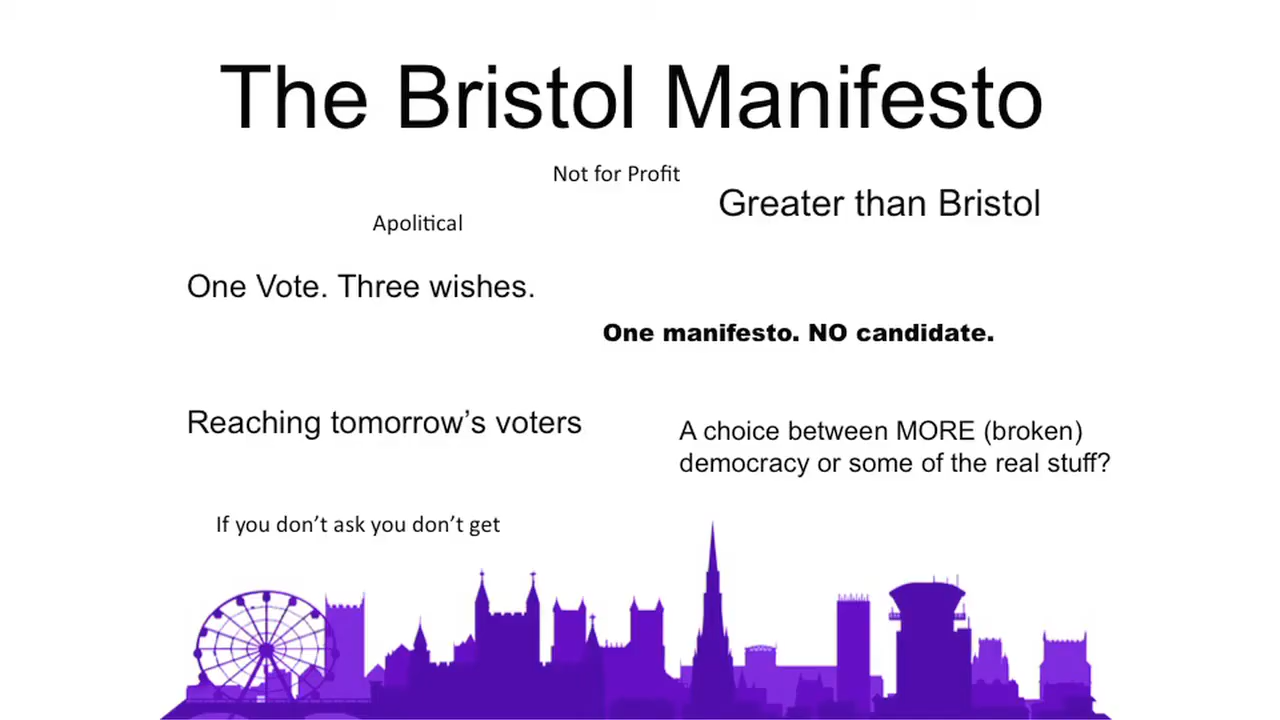 The Bristol Manifesto
Not for Profit
Greater than Bristol
Apolitical
One Vote. Three wishes.
One manifesto. NO candidate.
Reaching tomorrow’s voters
A choice between MORE (broken)
democracy or some of the real stuff?
If you don’t ask you don’t get